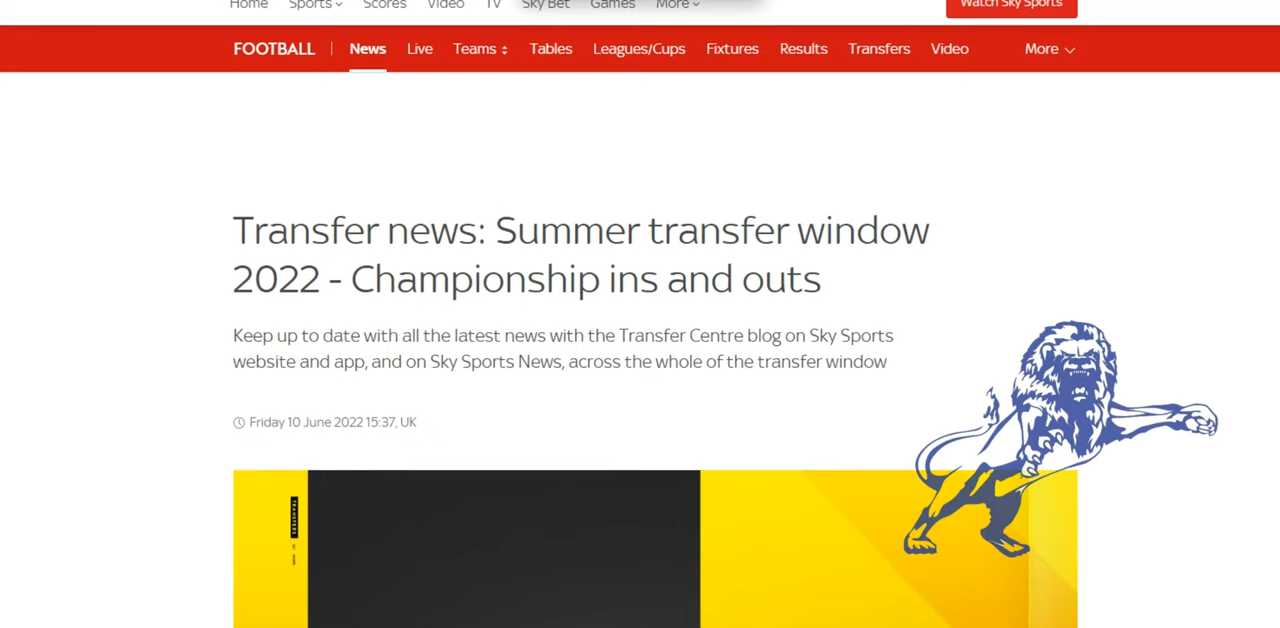 Home Sports Scores Video TV Sky Bet Games More Watch Sky Sports
FOOTBALL | News Live Teams Tables Leagues/Cups Fixtures Results Transfers Video More
Transfer news: Summer transfer window
2022 - Championship ins and outs
Keep up to date with all the latest news with the Transfer Centre blog on Sky Sports
website and app, and on Sky Sports News, across the whole of the transfer window
Friday 10 June 2022 15:37, UK
TRANSFERS